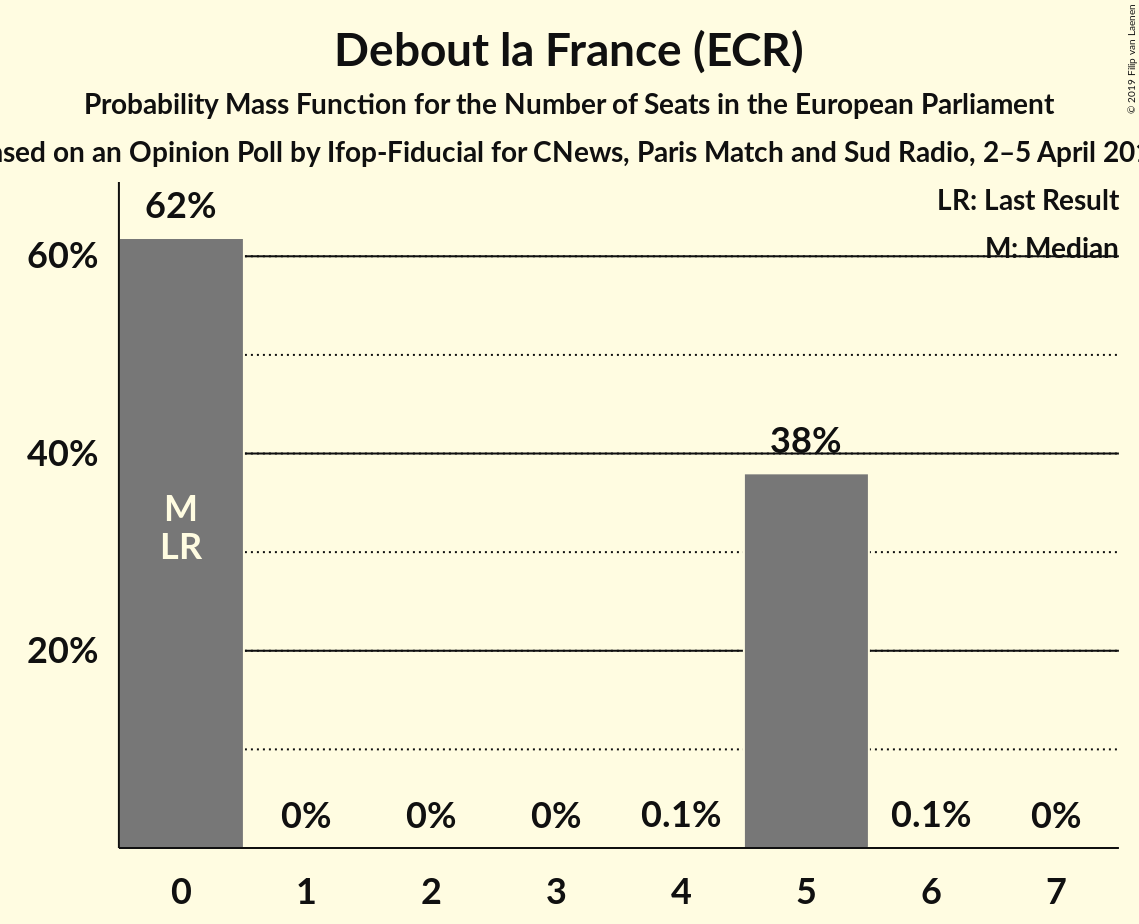 Debout la France (ECR)
Probability Mass Function for the Number of Seats in the European Parliament
on an Opinion Poll by Ifop-Fiducial for CNews, Paris Match and Sud Radio, 2–5 April
© 2019 Filip van Laenen
LR: Last Result
M: Median
62%
60%
38%
40%
M
LR
20%
0% 0% 0% 0.1% 0.1% 0%
0 1 2 3 4 5 6 7